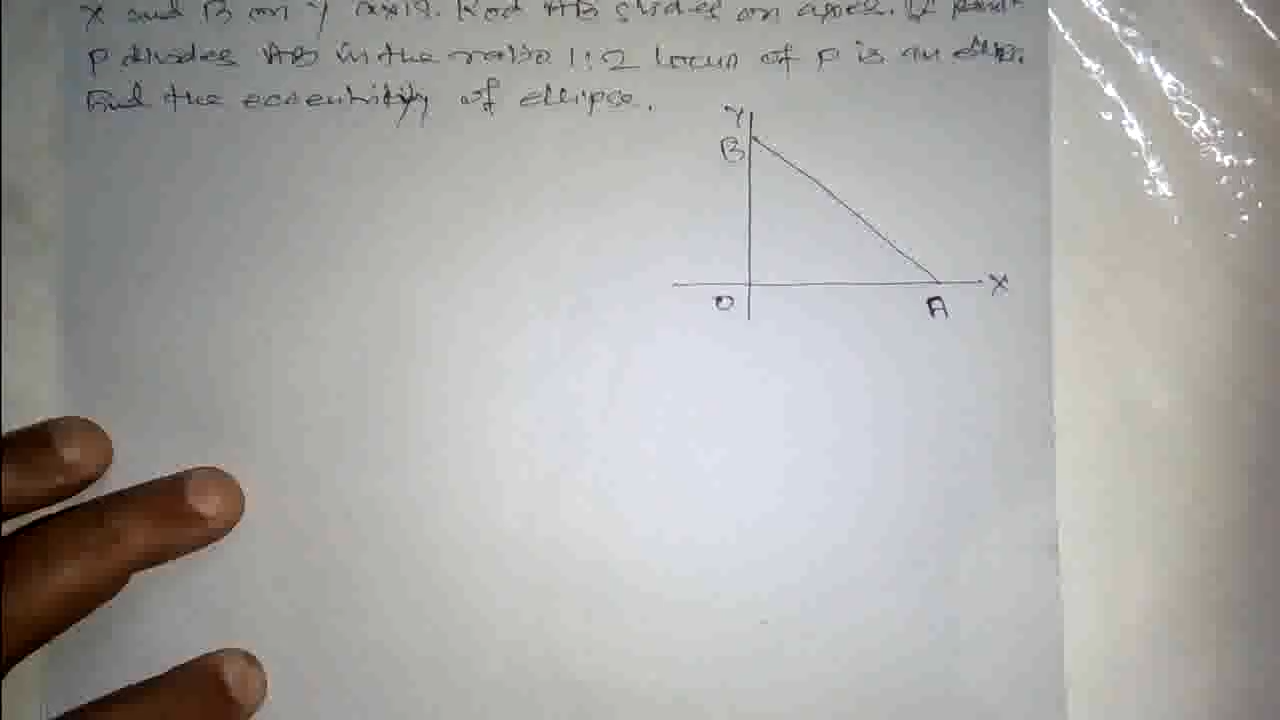 X and B on Y axis. Rod AB slides on axes. If point
P divides AB in the ratio 1:2 locus of P is an
Find the eccentricity of ellipse.
Y
B
X
O
A